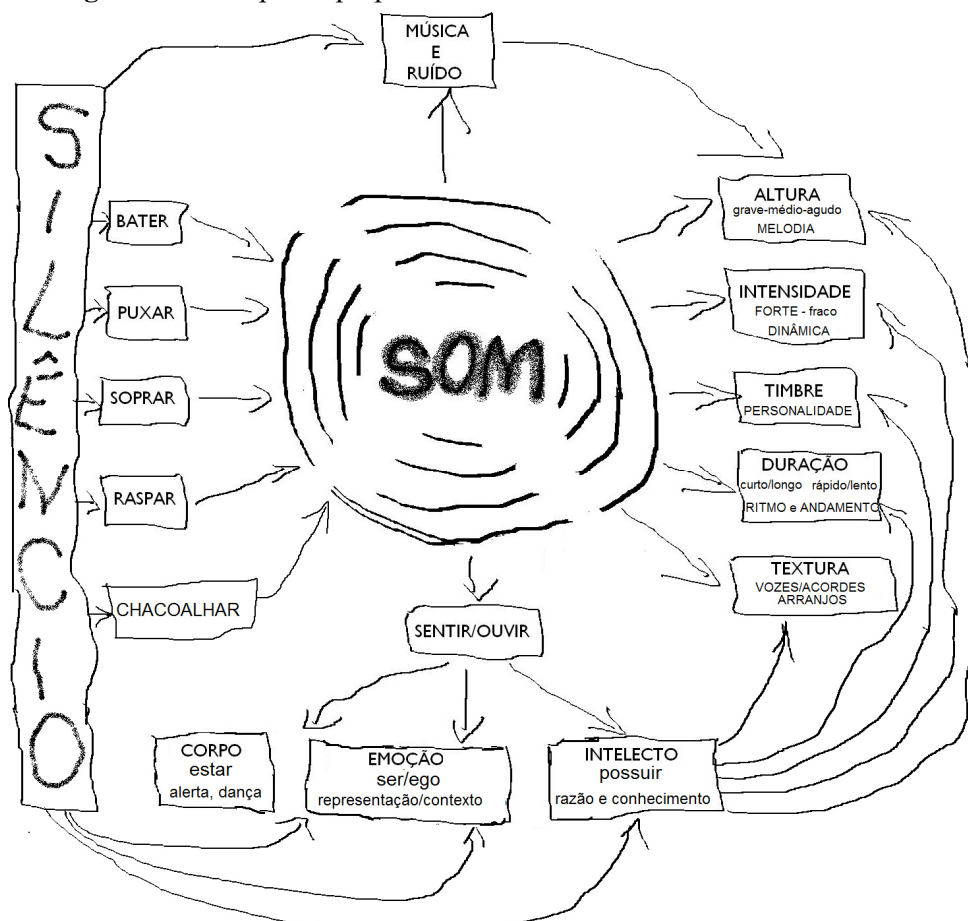 MÚSICA
E
RUÍDO
SILÊNCIO
BATER
PUXAR
SOPRAR
RASPAR
CHACOALHAR
SOM
ALTURA
grave-médio-agudo
MELODIA
INTENSIDADE
FORTE - fraco
DINÂMICA
TIMBRE
PERSONALIDADE
DURAÇÃO
curto/longo rápido/lento
RITMO e ANDAMENTO
TEXTURA
VOZES/ACORDES
ARRANJOS
SENTIR/OUVIR
CORPO
estar
alerta, dança
EMOÇÃO
ser/ego
representação/contexto
INTELECTO
possuir
razão e conhecimento